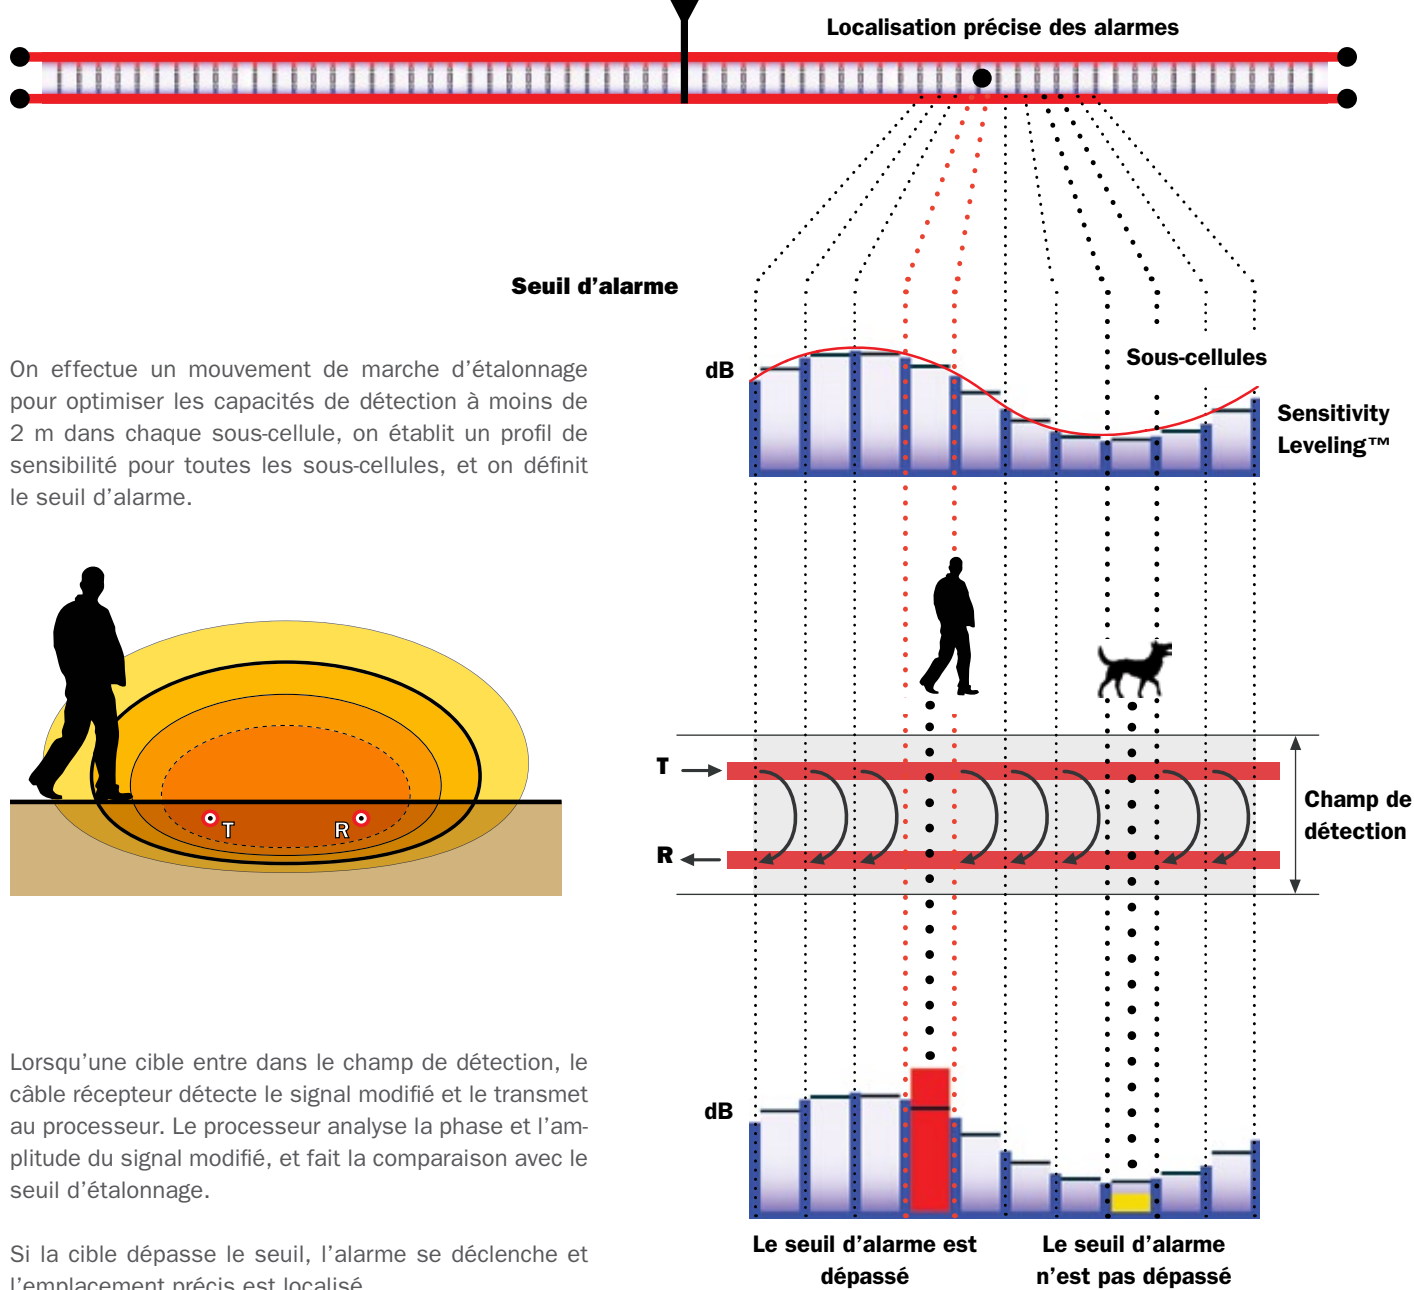 Localisation précise des alarmes
Seuil d’alarme
On effectue un mouvement de marche d’étalonnage
pour optimiser les capacités de détection à moins de
2 m dans chaque sous-cellule, on établit un profil de
sensibilité pour toutes les sous-cellules, et on définit
le seuil d’alarme.
dB
Sous-cellules
Sensitivity
Leveling™
T
R
T
R
Champ de
détection
Lorsqu’une cible entre dans le champ de détection, le
câble récepteur détecte le signal modifié et le transmet
au processeur. Le processeur analyse la phase et l’am-
plitude du signal modifié, et fait la comparaison avec le
seuil d’étalonnage.
Si la cible dépasse le seuil, l’alarme se déclenche et
l’emplacement précis est localisé.
dB
Le seuil d’alarme est
dépassé
Le seuil d’alarme
n’est pas dépassé